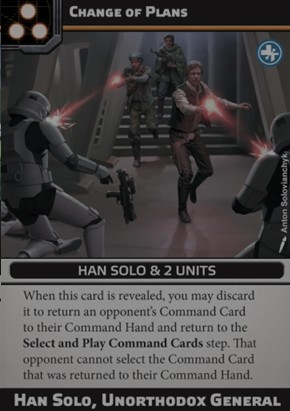 CHANGE OF PLANS
Anton Solovianchyk
HAN SOLO & 2 UNITS
When this card is revealed, you may discard
it to return an opponent's Command Card
to their Command Hand and return to the
Select and Play Command Cards step. That
opponent cannot select the Command Card
that was returned to their Command Hand.
HAN SOLO, UNORTHODOX GENERAL